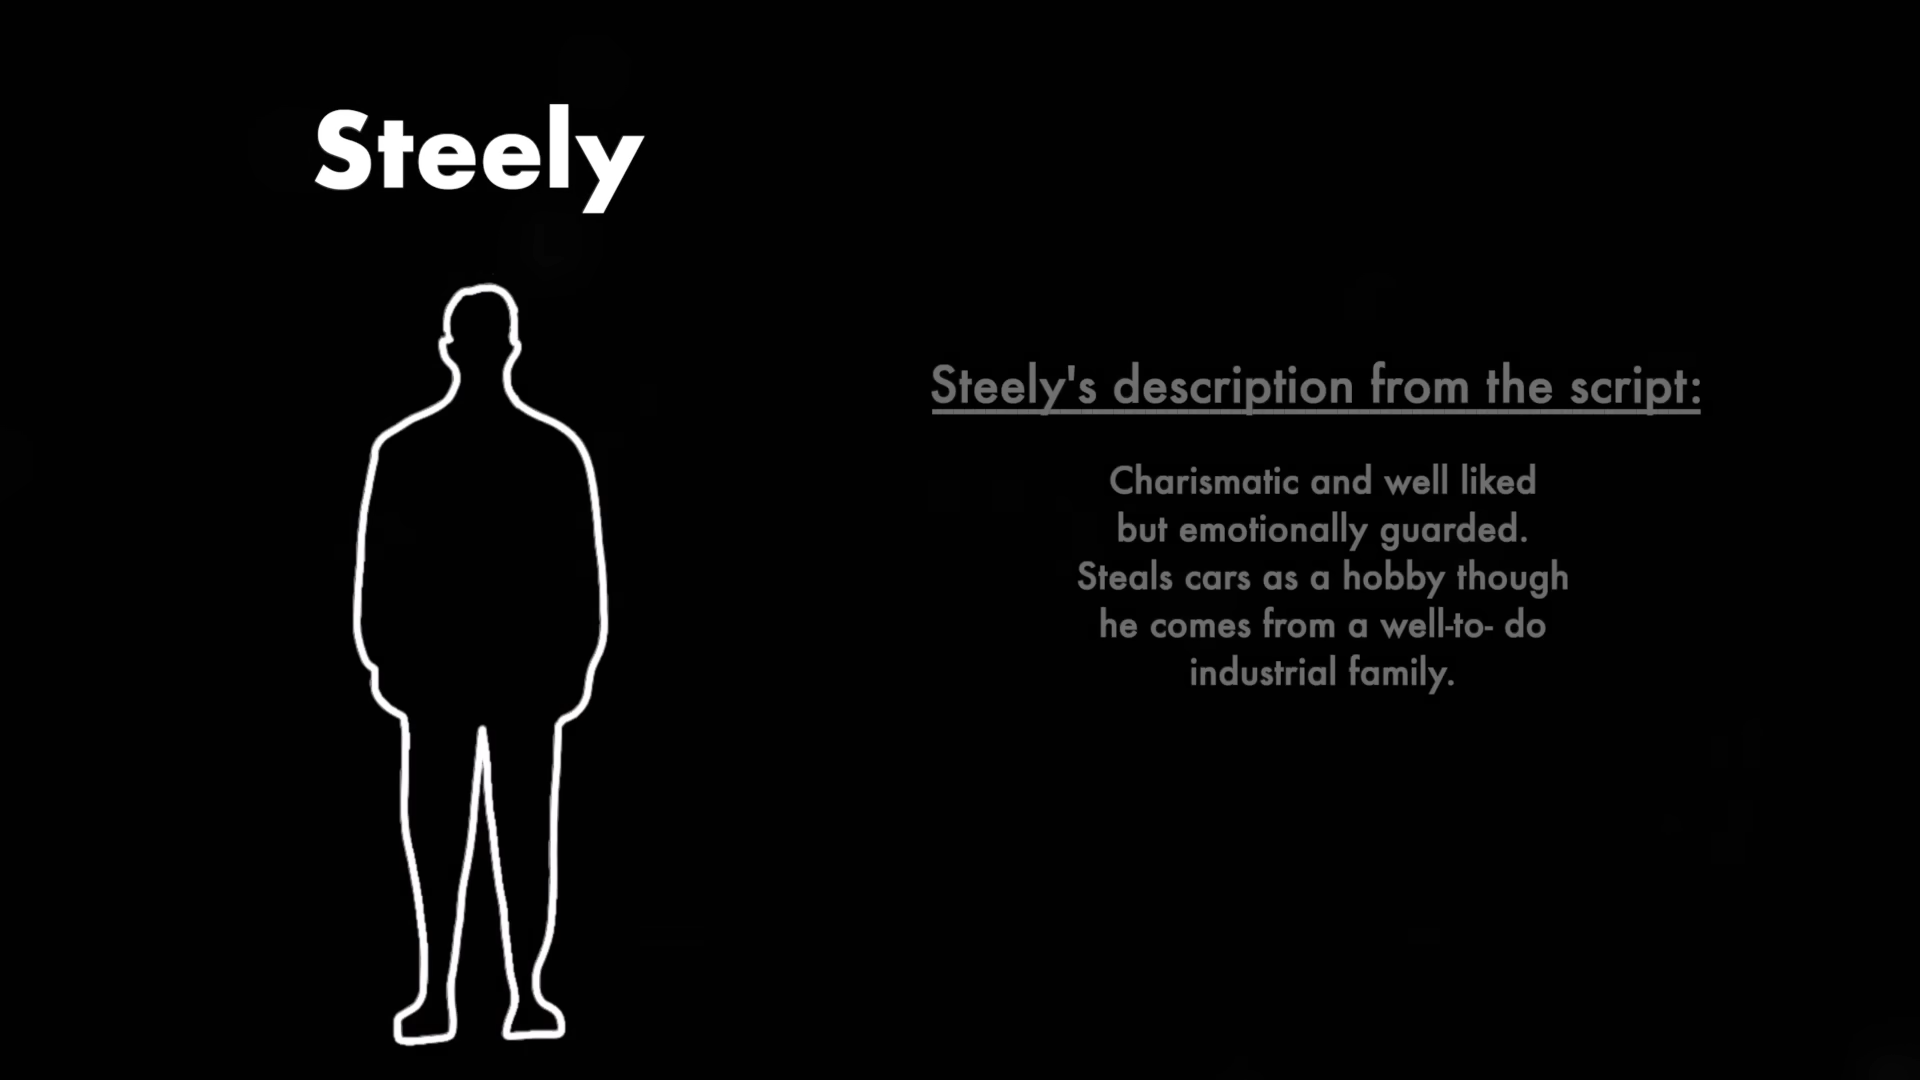 Steely
Steely's description from the script:
Charismatic and well liked
but emotionally guarded.
Steals cars as a hobby though
he comes from a well-to- do
industrial family.